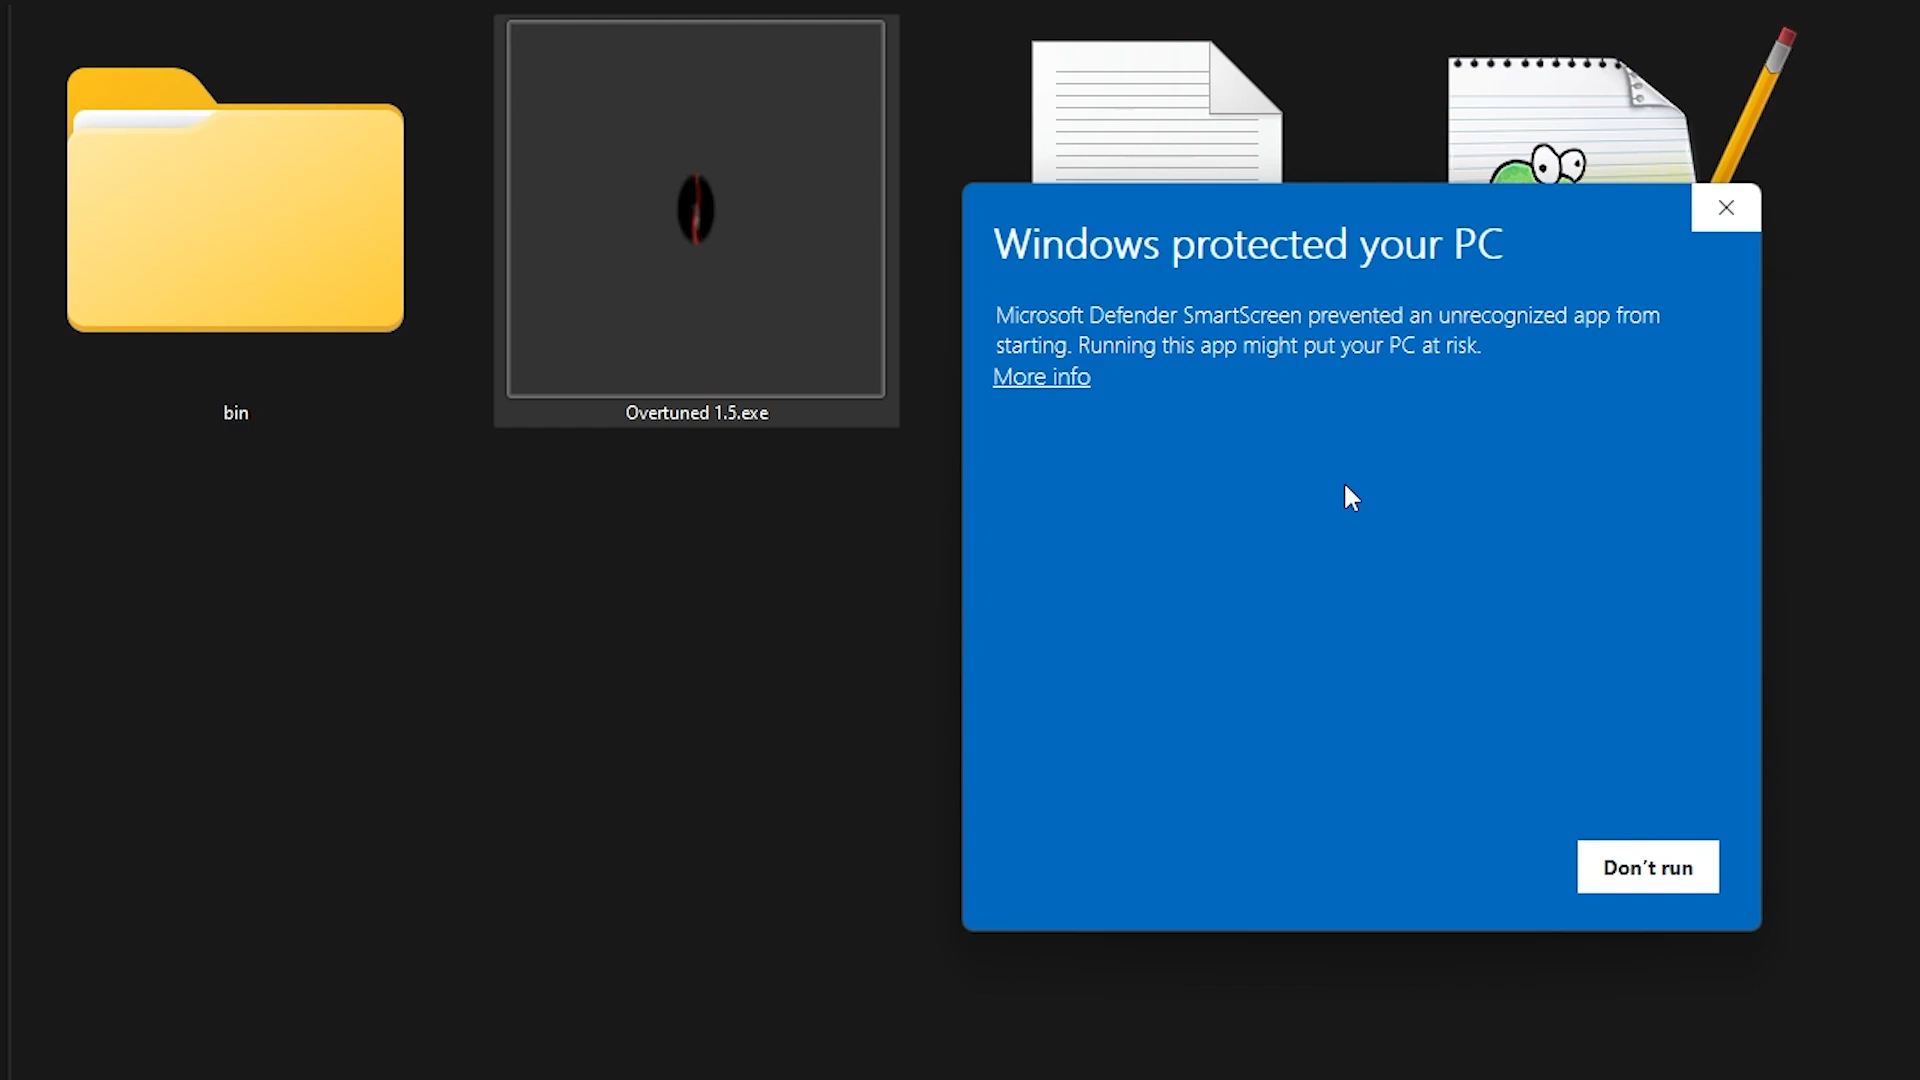 bin
Overtuned 1.5.exe
Windows protected your PC
Microsoft Defender SmartScreen prevented an unrecognized app from
starting. Running this app might put your PC at risk.
More info
Don’t run